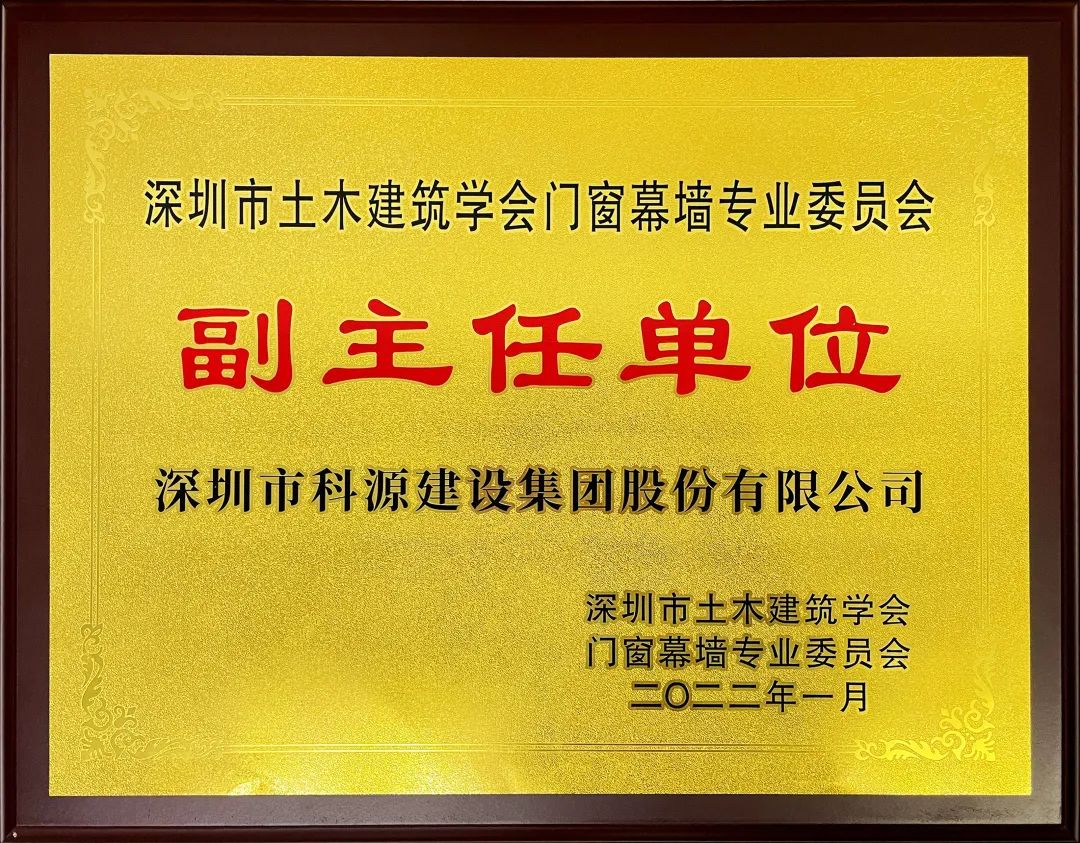 深圳市土木建筑学会门窗幕墙专业委员会
副主任单位
深圳市科源建设集团股份有限公司
深圳市土木建筑学会
门窗幕墙专业委员会
二〇二二年一月